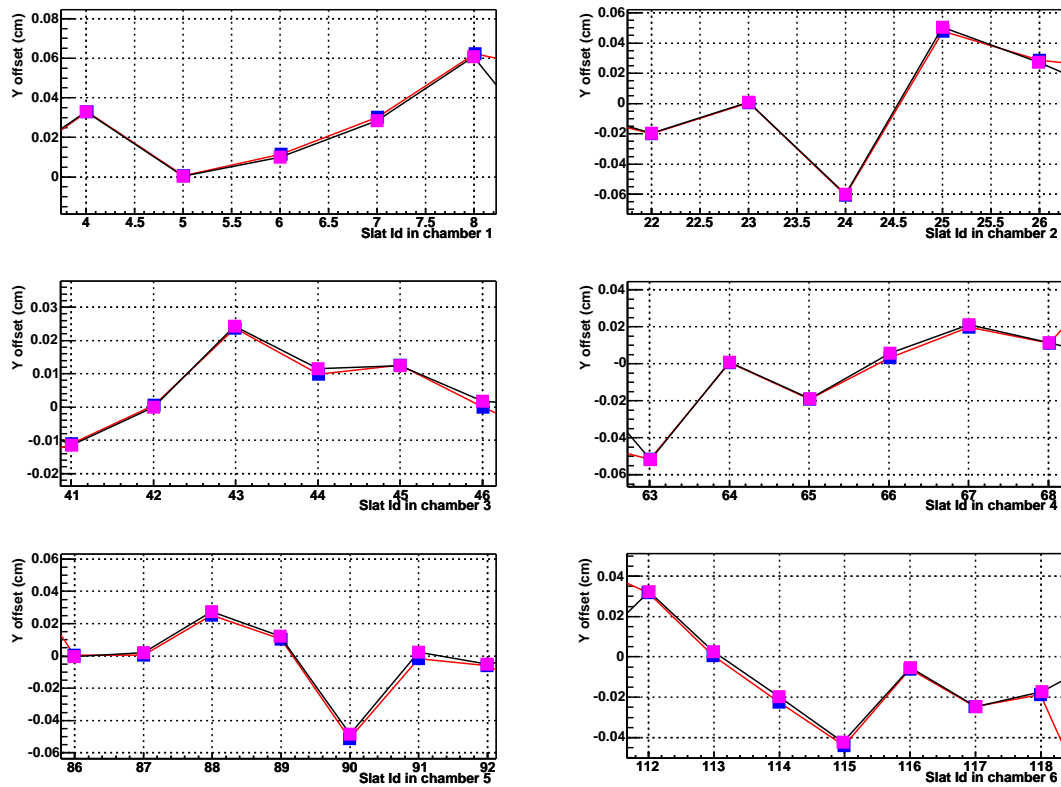 Y offset (cm)
0.08
0.06
0.04
0.02
0
4 4.5 5 5.5 6 6.5 7 7.5 8
Slat Id in chamber 1
Y offset (cm)
0.06
0.04
0.02
0
-0.02
-0.04
-0.06
22 22.5 23 23.5 24 24.5 25 25.5 26
Slat Id in chamber 2
Y offset (cm)
0.03
0.02
0.01
0
-0.01
-0.02
41 42 43 44 45 46
Slat Id in chamber 3
Y offset (cm)
0.04
0.02
-0
-0.02
-0.04
-0.06
63 64 65 66 67 68
Slat Id in chamber 4
Y offset (cm)
0.06
0.04
0.02
0
-0.02
-0.04
-0.06
86 87 88 89 90 91 92
Slat Id in chamber 5
Y offset (cm)
0.04
0.02
0
-0.02
-0.04
112 113 114 115 116 117 118
Slat Id in chamber 6